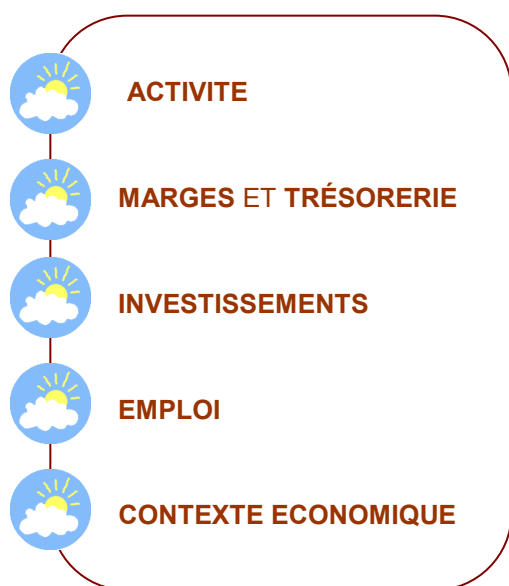 ACTIVITE
MARGES ET TRÉSORERIE
INVESTISSEMENTS
EMPLOI
CONTEXTE ECONOMIQUE